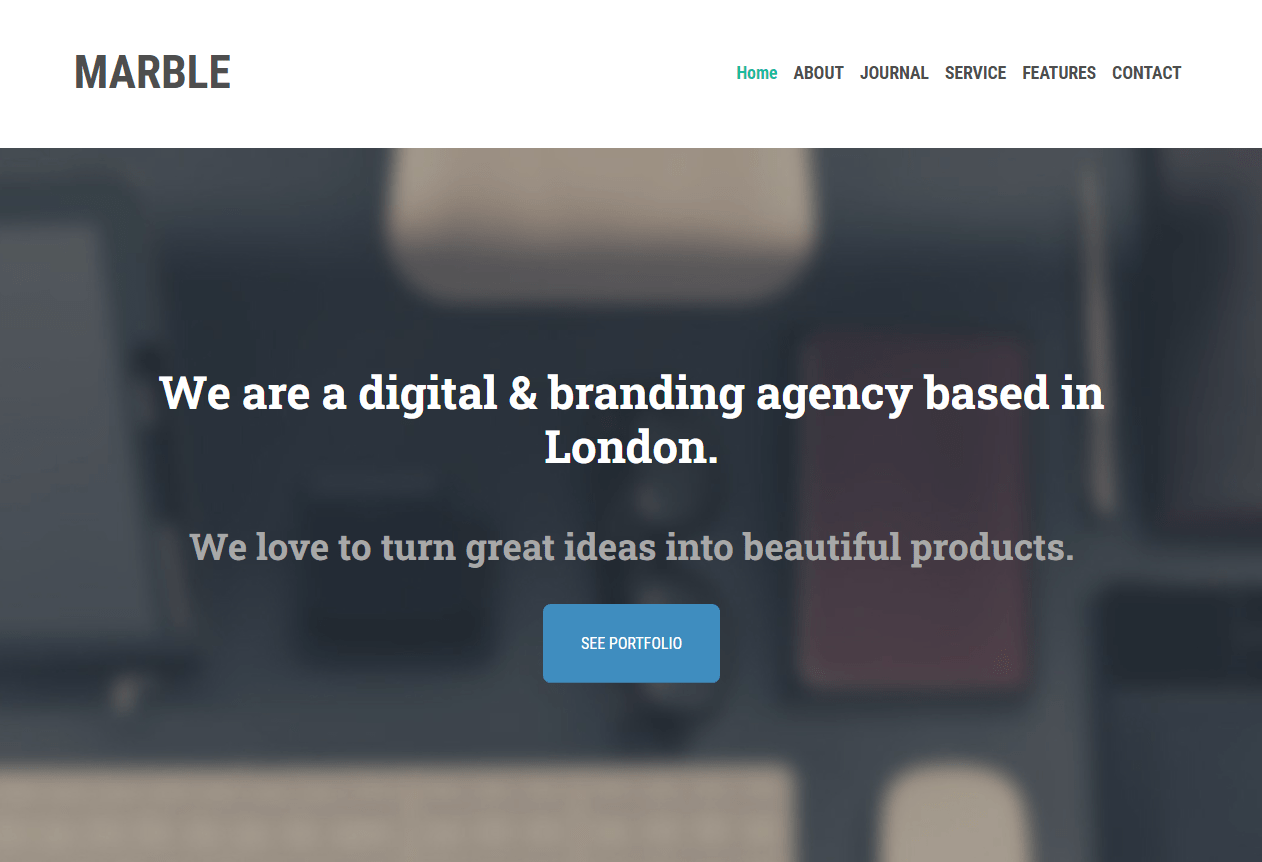 MARBLE
Home ABOUT JOURNAL SERVICE FEATURES CONTACT
We are a digital & branding agency based in
London.
We love to turn great ideas into beautiful products.
SEE PORTFOLIO